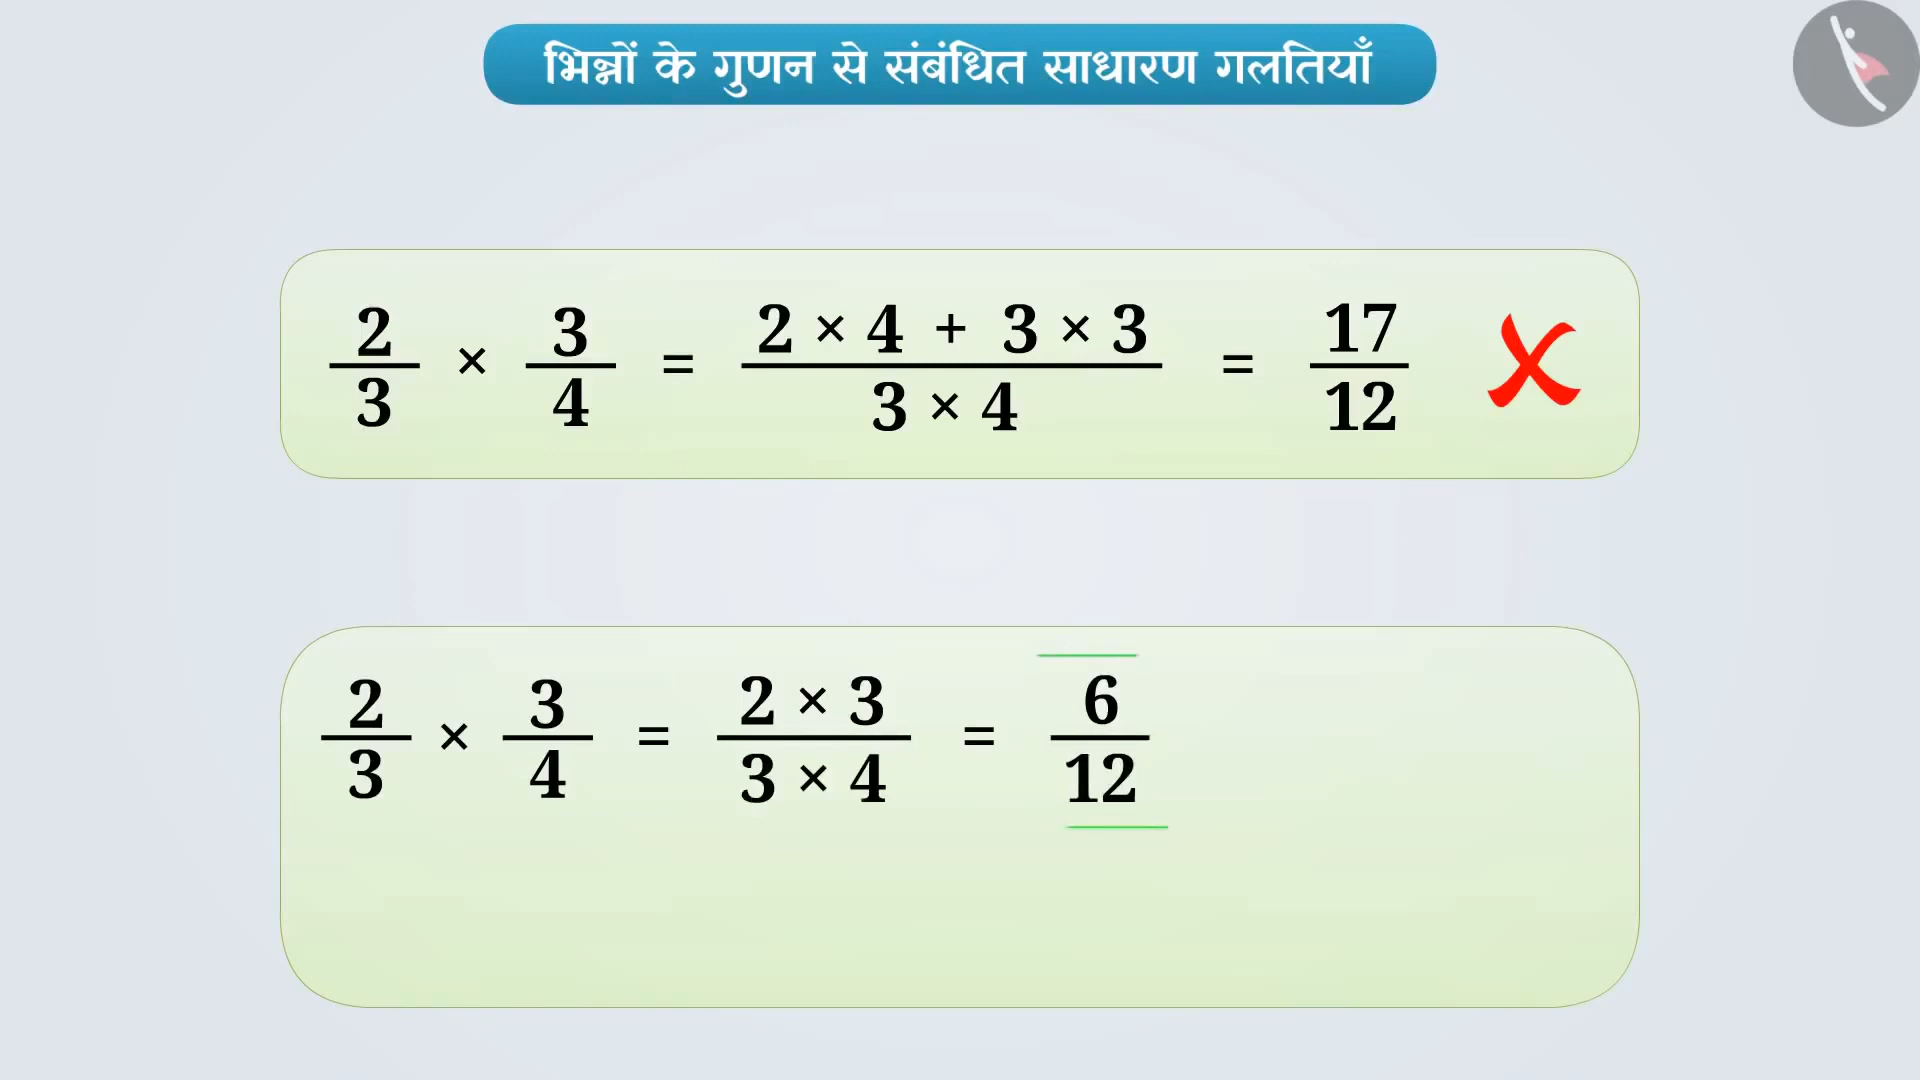 भिन्नों के गुणन से संबंधित साधारण गलतियाँ
2/3 × 3/4 = (2 × 4 + 3 × 3)/(3 × 4) = 17/12 ✗
2/3 × 3/4 = (2 × 3)/(3 × 4) = 6/12